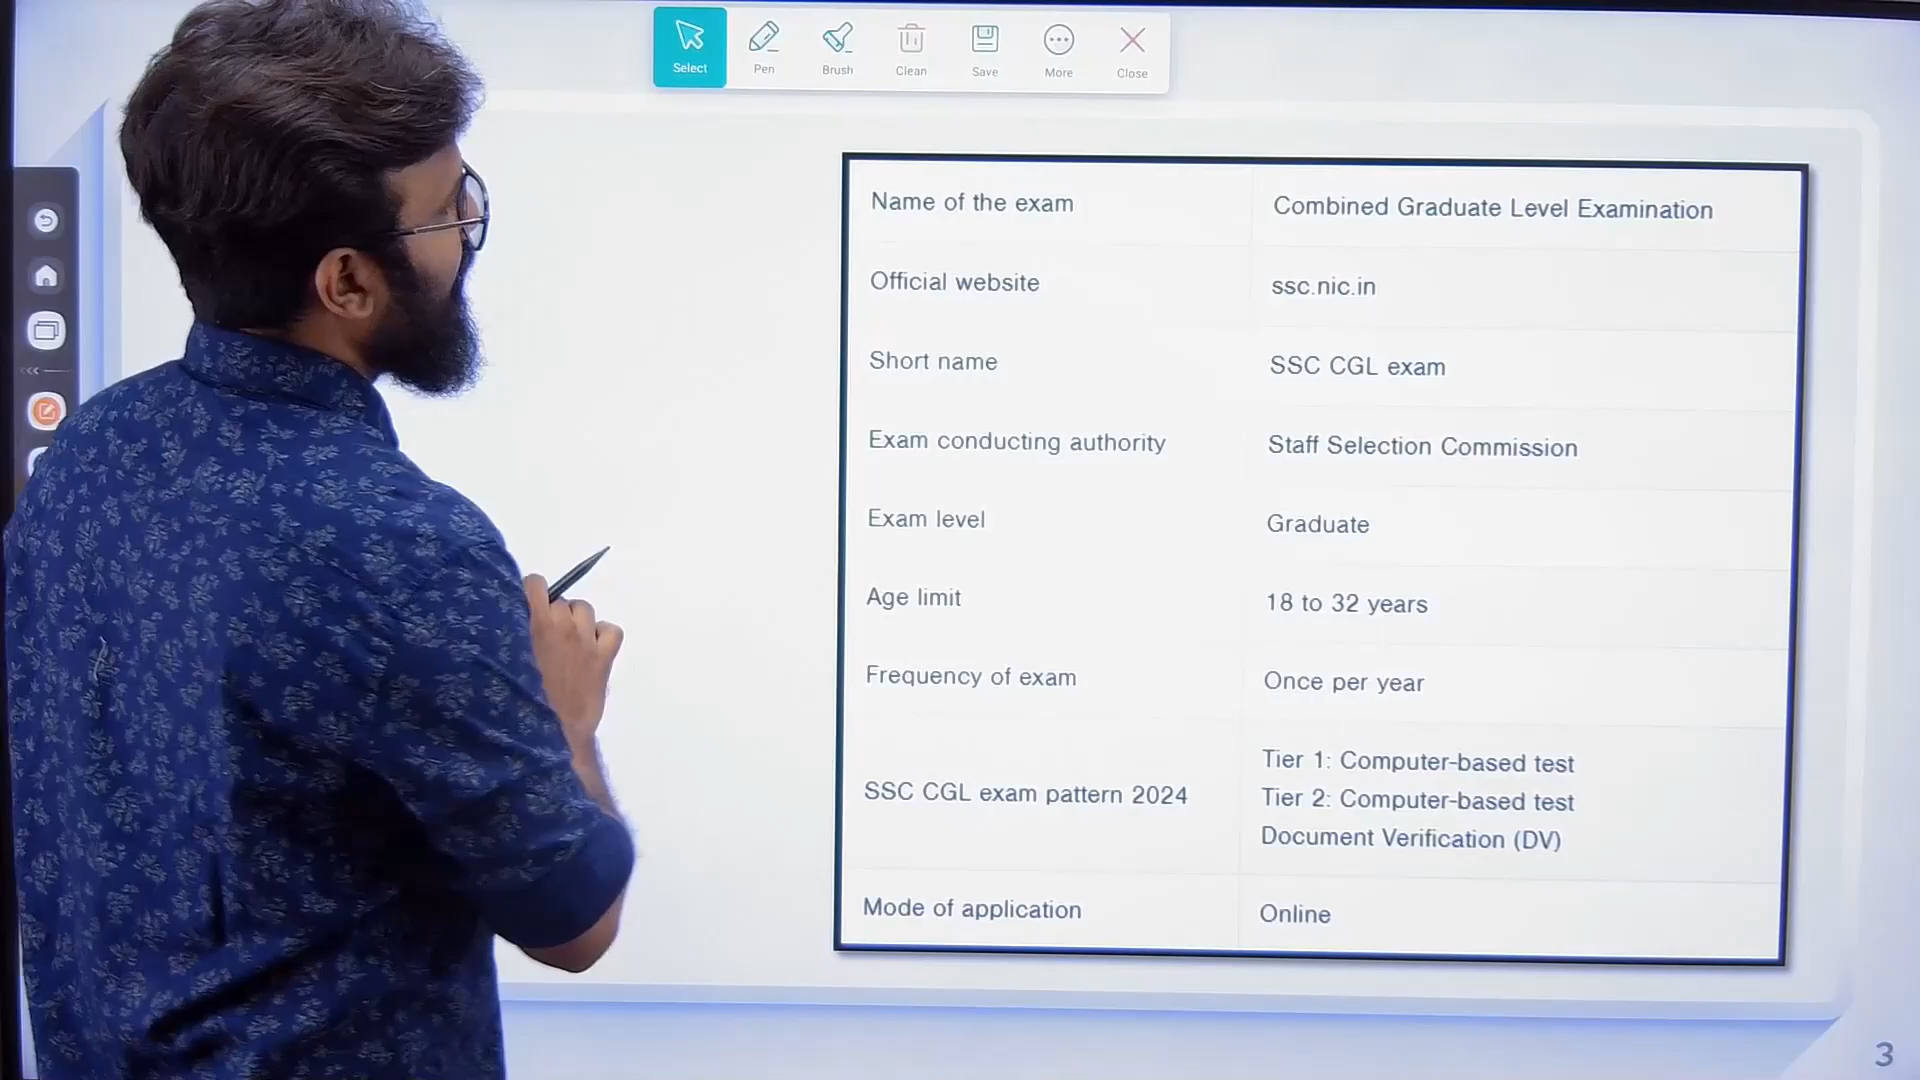 Select Pen Brush Clean Save More Close
Name of the exam Combined Graduate Level Examination
Official website ssc.nic.in
Short name SSC CGL exam
Exam conducting authority Staff Selection Commission
Exam level Graduate
Age limit 18 to 32 years
Frequency of exam Once per year
SSC CGL exam pattern 2024
Tier 1: Computer-based test
Tier 2: Computer-based test
Document Verification (DV)
Mode of application Online
3